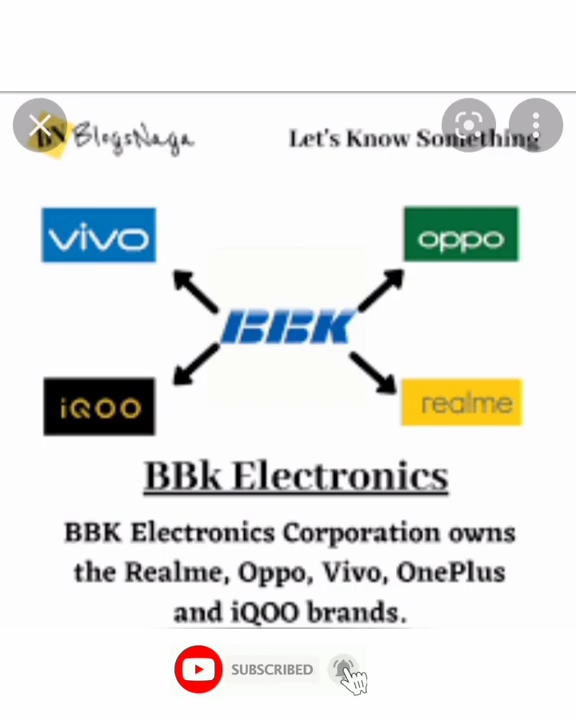 BN BlogsNaga
Let's Know Something
vivo
oppo
BBK
iQOO
realme
BBk Electronics
BBK Electronics Corporation owns
the Realme, Oppo, Vivo, OnePlus
and iQOO brands.
SUBSCRIBED